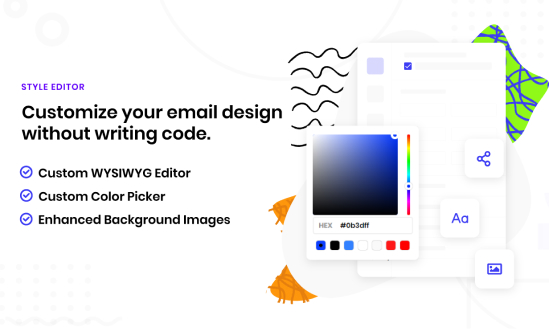 STYLE EDITOR
Customize your email design
without writing code.
Custom WYSIWYG Editor
Custom Color Picker
Enhanced Background Images
HEX #0b3dff
Aa